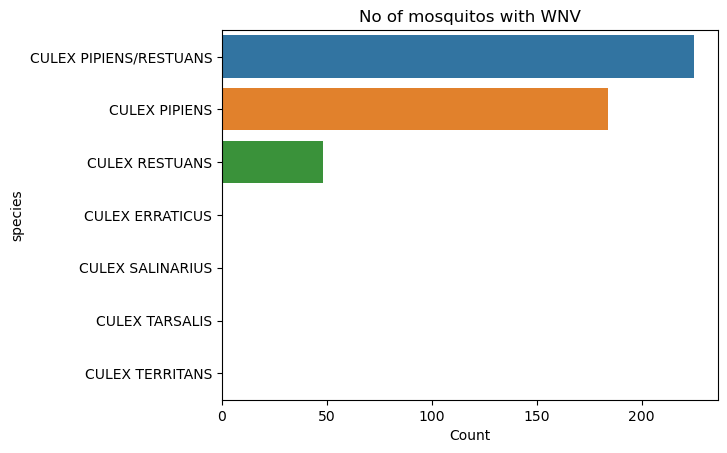 No of mosquitos with WNV
CULEX PIPIENS/RESTUANS
CULEX PIPIENS
CULEX RESTUANS
CULEX ERRATICUS
CULEX SALINARIUS
CULEX TARSALIS
CULEX TERRITANS
species
0 50 100 150 200
Count